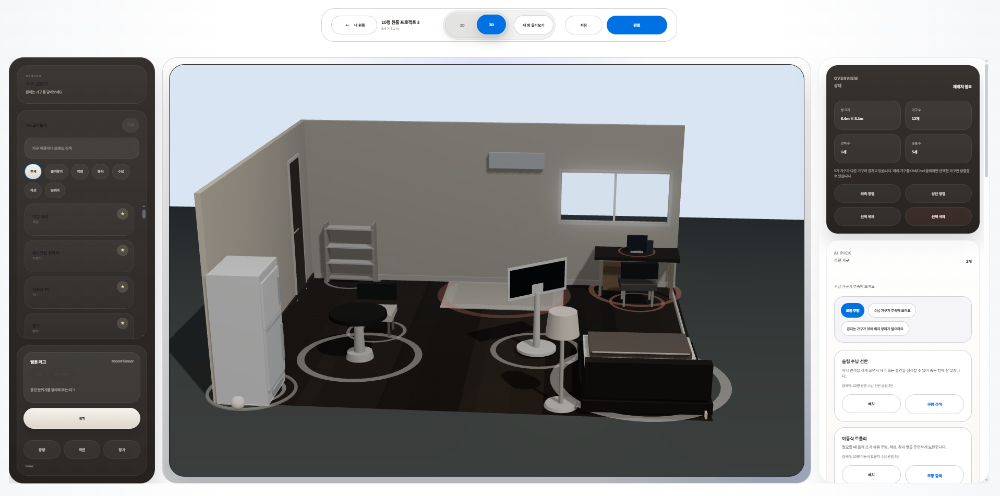 ← 내 원룸
10평 원룸 프로젝트 3
6.4 × 5.1 m
2D
3D
내 방 둘러보기
저장
완료
MY ROOM
가구 고르기
원하는 가구를 담아보세요
가구 모아보기
53개
가구 이름이나 브랜드 검색
전체
즐겨찾기
작업
휴식
수납
가전
분위기
작업 책상
책상
★
데스크탑 컴퓨터
컴퓨터
★
이동식 TV
TV
★
행거
행거
★
웜톤 러그
RoomPlanner
공간 분위기를 정리해 주는 러그
배치
중앙
벽면
창가
"Enter"
OVERVIEW
상태
재배치 필요
방 크기
6.4m × 5.1m
가구 수
12개
선택 수
1개
충돌 수
5개
5개 가구가 다른 가구와 겹치고 있습니다. 여러 가구를 Ctrl/Cmd 클릭하면 선택한 가구만 정렬할
수 있습니다.
좌측 정렬
상단 정렬
선택 복제
선택 삭제
AI PICK
추천 가구
2개
수납 가구가 부족해 보여요
보완 추천
수납 가구가 부족해 보여요
겹치는 가구가 있어 배치 정리가 필요해요
슬림 수납 선반
바닥 면적을 적게 쓰면서 자주 쓰는 물건을 정리할 수 있어 좁은 방에 잘 맞습니
다.
검색어: 10평 원룸 수납 선반 슬림 3단
배치
쿠팡 검색
이동식 트롤리
필요할 때 옮겨 쓰기 쉬워 주방, 책상, 침대 옆을 유연하게 보완합니다.
검색어: 10평 이동식 트롤리 수납 원룸 3단
배치
쿠팡 검색